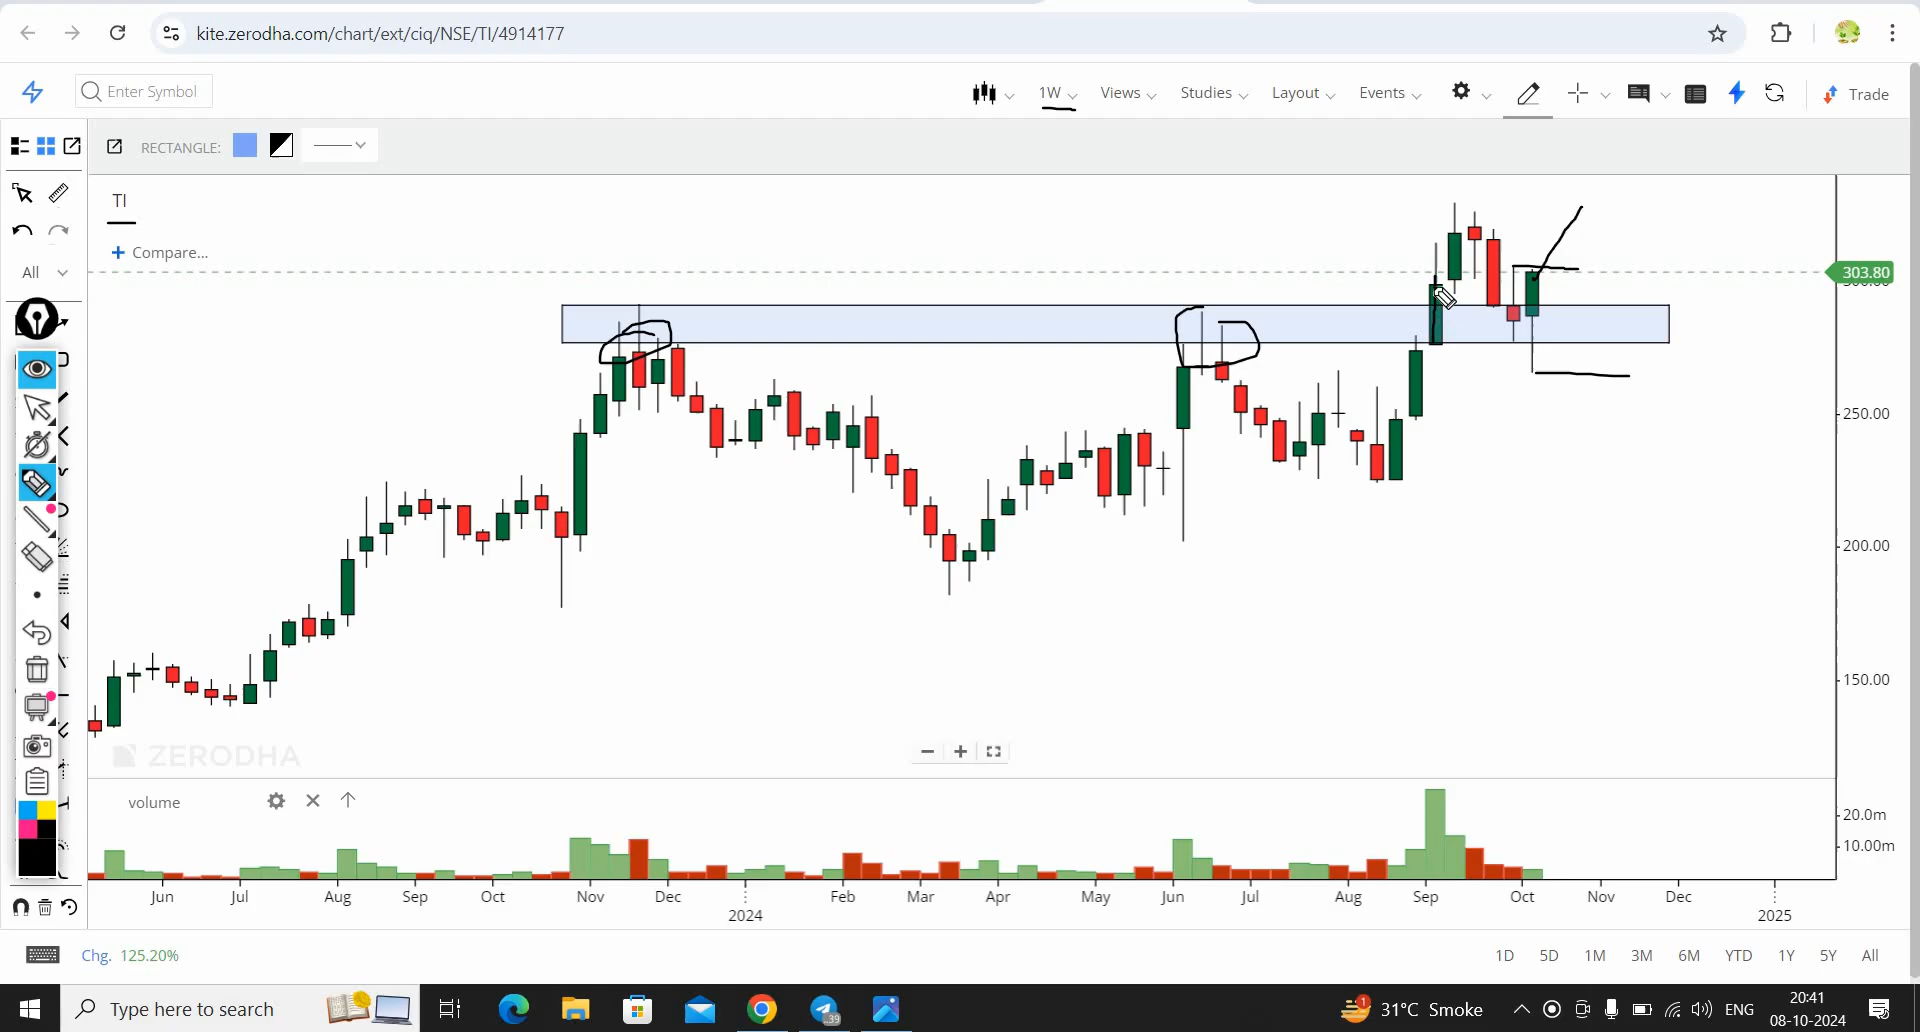 kite.zerodha.com/chart/ext/ciq/NSE/TI/4914177
Enter Symbol
1W
Views
Studies
Layout
Events
Trade
RECTANGLE:
TI
Compare...
All
303.80
250.00
200.00
150.00
ZERODHA
volume
20.0m
10.00m
Jun Jul Aug Sep Oct Nov Dec Feb Mar Apr May Jun Jul Aug Sep Oct Nov Dec
2024 2025
Chg. 125.20%
1D 5D 1M 3M 6M YTD 1Y 5Y All
Type here to search
.39
1
31°C Smoke
ENG
20:41
08-10-2024